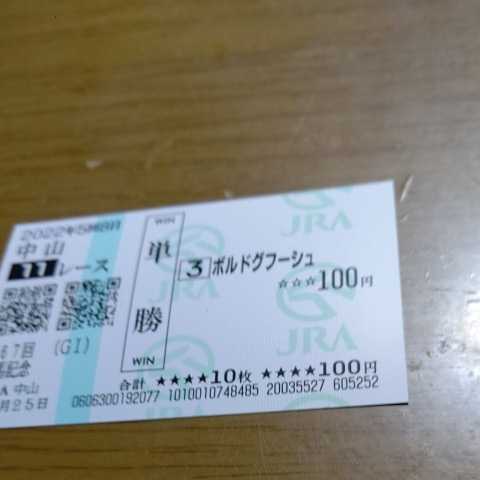 2022年5回8日
中山
11レース
67回 (GI)
記念
A 中山
月25日
WIN
単勝
WIN
3 ボルドグフーシュ
☆☆☆100円
JRA
JRA
合計 ★★★★10枚 ★★★★100円
0606300192077 1010010748485 20035527 605252